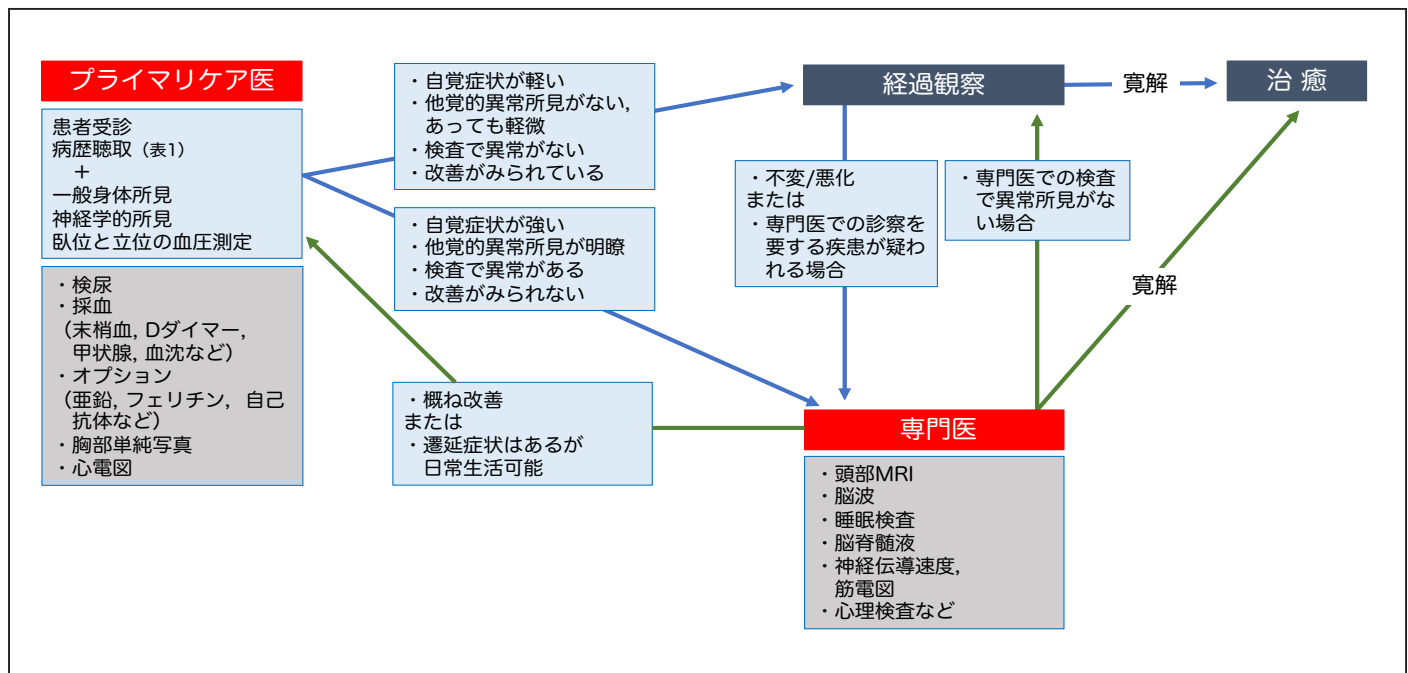 プライマリケア医
患者受診
病歴聴取（表1）
＋
一般身体所見
神経学的所見
臥位と立位の血圧測定
・検尿
・採血
（末梢血, Dダイマー,
甲状腺, 血沈など）
・オプション
（亜鉛, フェリチン, 自己
抗体など）
・胸部単純写真
・心電図
・自覚症状が軽い
・他覚的異常所見がない,
あっても軽微
・検査で異常がない
・改善がみられている
・自覚症状が強い
・他覚的異常所見が明瞭
・検査で異常がある
・改善がみられない
・概ね改善
または
・遷延症状はあるが
日常生活可能
経過観察
寛解
治 癒
・不変/悪化
または
・専門医での診察を
要する疾患が疑わ
れる場合
・専門医での検査
で異常所見がな
い場合
寛解
専門医
・頭部MRI
・脳波
・睡眠検査
・脳脊髄液
・神経伝導速度,
筋電図
・心理検査など